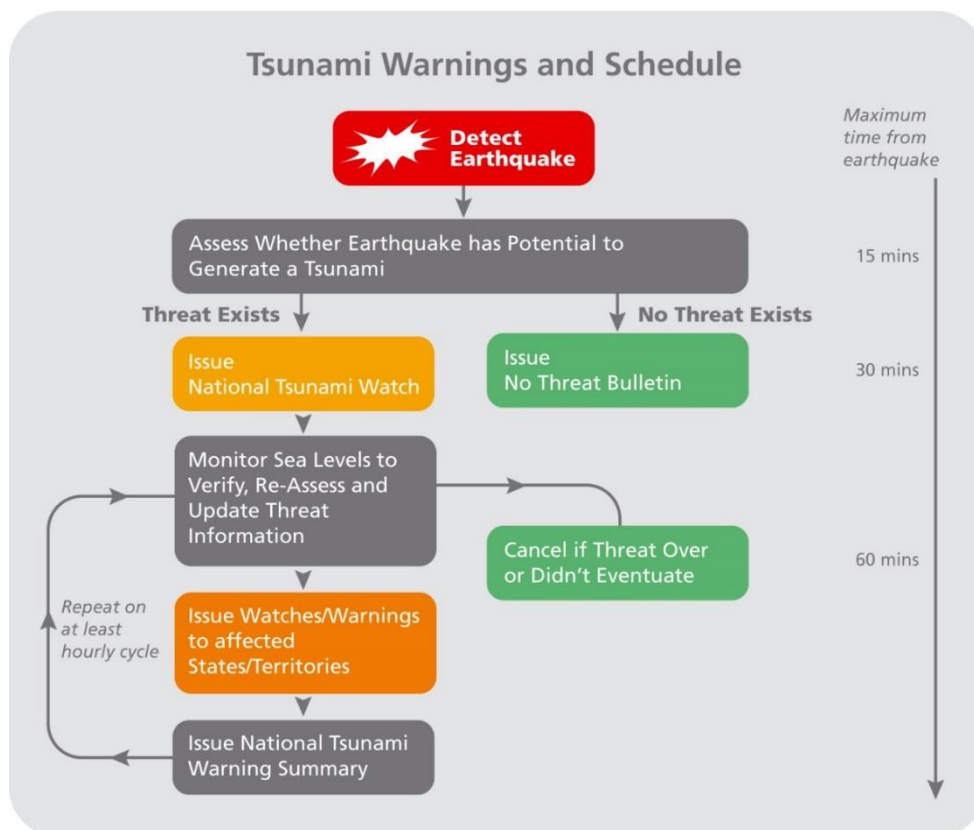 Tsunami Warnings and Schedule
Maximum
time from
earthquake
Detect
Earthquake
Assess Whether Earthquake has Potential to
Generate a Tsunami
15 mins
Threat Exists
No Threat Exists
Issue
National Tsunami Watch
Issue
No Threat Bulletin
30 mins
Monitor Sea Levels to
Verify, Re-Assess and
Update Threat
Information
Cancel if Threat Over
or Didn't Eventuate
60 mins
Repeat on
at least
hourly cycle
Issue Watches/Warnings
to affected
States/Territories
Issue National Tsunami
Warning Summary